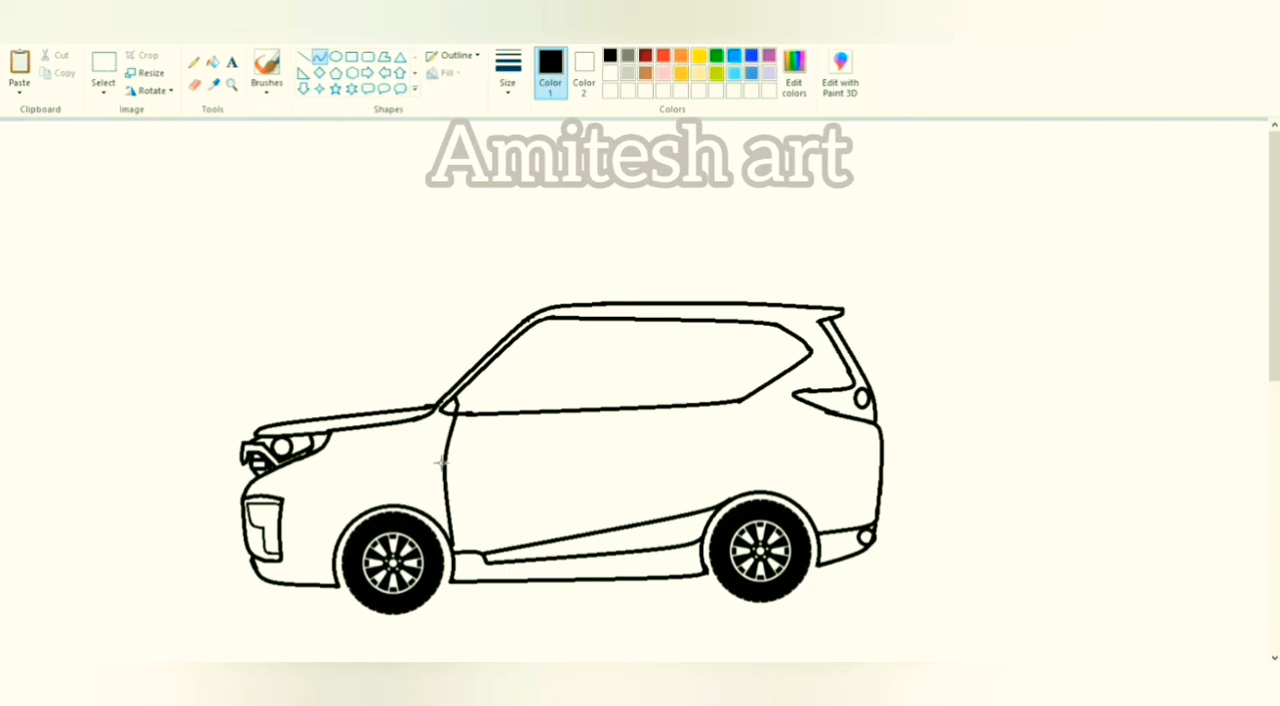 Cut
Copy
Paste
Clipboard
Select
Crop
Resize
Rotate
Image
A
Tools
Brushes
Outline
Fill
Shapes
Size
Color
1
Color
2
Edit
colors
Edit with
Paint 3D
Colors
Amitesh art